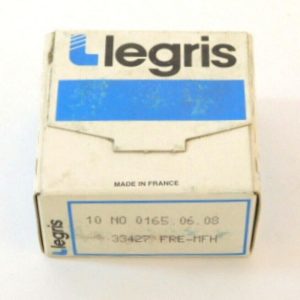 legris
MADE IN FRANCE
legris
10 NO 0165.06.08
33427 FRE-MFH